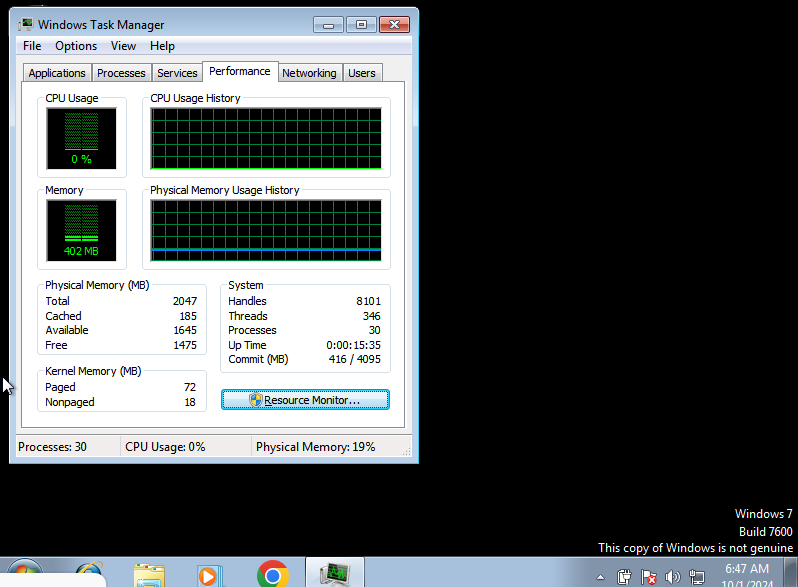 Windows Task Manager
File Options View Help
Applications Processes Services Performance Networking Users
CPU Usage
0 %
CPU Usage History
Memory
402 MB
Physical Memory Usage History
Physical Memory (MB)
Total 2047
Cached 185
Available 1645
Free 1475
System
Handles 8101
Threads 346
Processes 30
Up Time 0:00:15:35
Commit (MB) 416 / 4095
Kernel Memory (MB)
Paged 72
Nonpaged 18
Resource Monitor...
Processes: 30 CPU Usage: 0% Physical Memory: 19%
Windows 7
Build 7600
This copy of Windows is not genuine
6:47 AM
10/1/2024